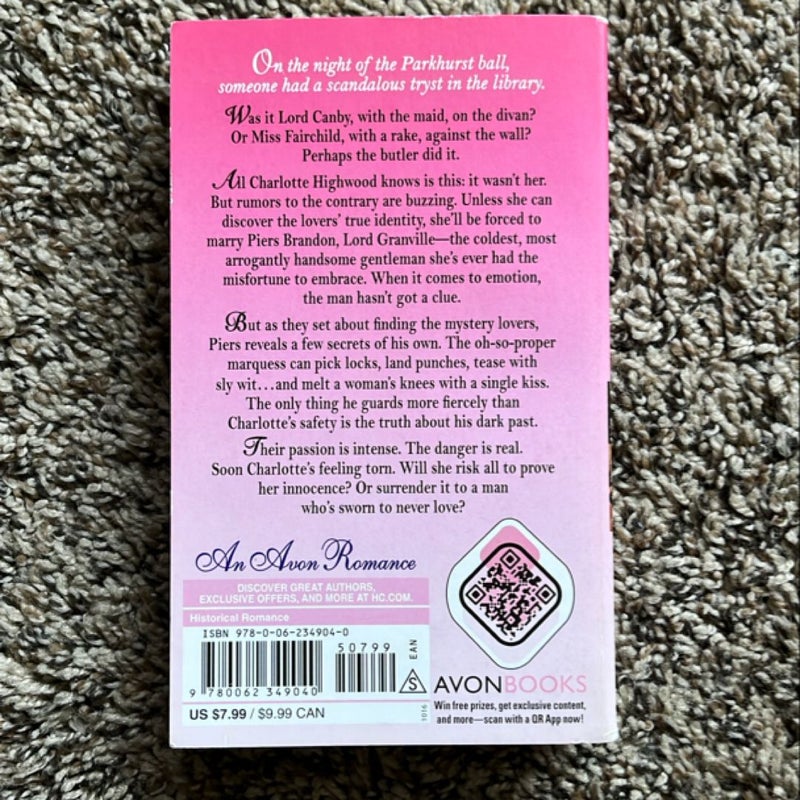 On the night of the Parkhurst ball,
someone had a scandalous tryst in the library.
Was it Lord Canby, with the maid, on the divan?
Or Miss Fairchild, with a rake, against the wall?
Perhaps the butler did it.
All Charlotte Highwood knows is this: it wasn't her.
But rumors to the contrary are buzzing. Unless she can
discover the lovers' true identity, she'll be forced to
marry Piers Brandon, Lord Granville—the coldest, most
arrogantly handsome gentleman she's ever had the
misfortune to embrace. When it comes to emotion,
the man hasn't got a clue.
But as they set about finding the mystery lovers,
Piers reveals a few secrets of his own. The oh-so-proper
marquess can pick locks, land punches, tease with
sly wit…and melt a woman's knees with a single kiss.
The only thing he guards more fiercely than
Charlotte's safety is the truth about his dark past.
Their passion is intense. The danger is real.
Soon Charlotte's feeling torn. Will she risk all to prove
her innocence? Or surrender it to a man
who's sworn to never love?
An Avon Romance
DISCOVER GREAT AUTHORS,
EXCLUSIVE OFFERS, AND MORE AT HC.COM.
Historical Romance
ISBN 978-0-06-234904-0
50799
EAN
9 780062 349040
S
US $7.99 / $9.99 CAN
1016
AVONBOOKS
Win free prizes, get exclusive content,
and more—scan with a QR App now!